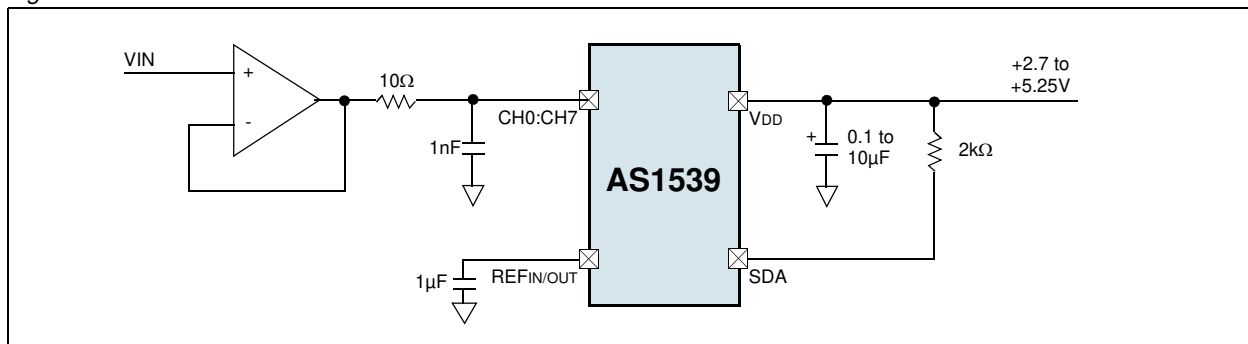 VIN
+
-
10Ω
1nF
CH0:CH7
1µF
REFIN/OUT
AS1539
VDD
SDA
+
0.1 to
10µF
2kΩ
+2.7 to
+5.25V